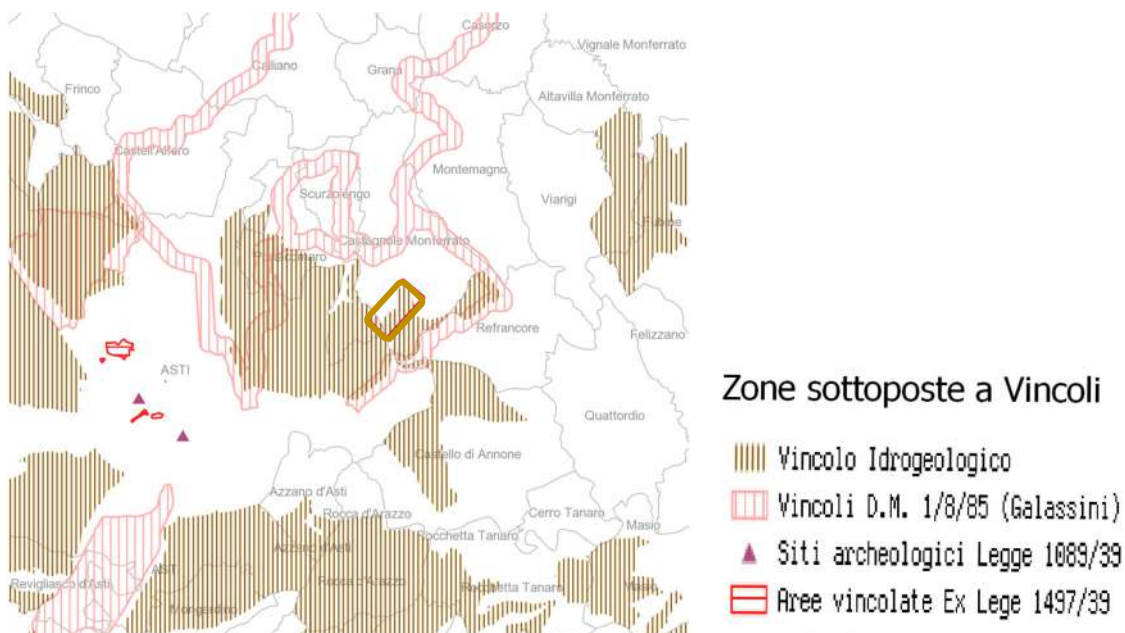 Casorzo
Vignale Monferrato
Calliano
Grana
Frinco
Altavilla Monferrato
Castell'Alfero
Montemagno
Scurzolengo
Viarigi
Fubine
Castagnole Monferrato
Portacomaro
Refrancore
Felizzano
ASTI
Zone sottoposte a Vincoli
Quattordio
Castello di Annone
Vincolo Idrogeologico
Azzano d'Asti
Vincoli D.M. 1/8/85 (Galassini)
Rocca d'Arazzo
Cerro Tanaro
Masio
Rocchetta Tanaro
Azzano d'Asti
Siti archeologici Legge 1089/39
AST
Revigliasco d'Asti
Rocca d'Arazzo
Rocchetta Tanaro
Masio
Mongardino
Aree vincolate Ex Lege 1497/39